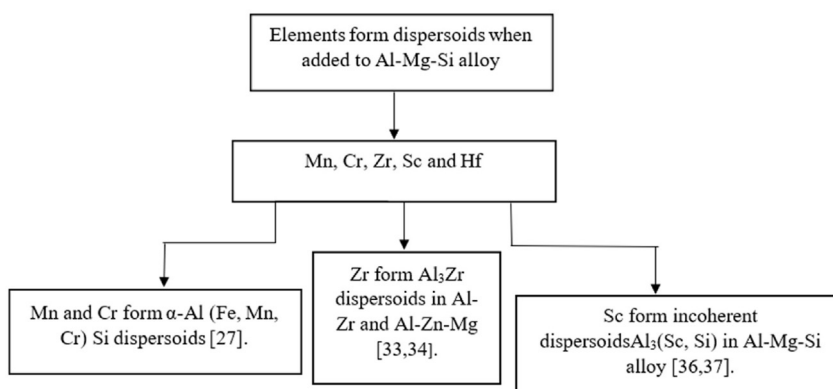 Elements form dispersoids when
added to Al-Mg-Si alloy
Mn, Cr, Zr, Sc and Hf
Mn and Cr form α-Al (Fe, Mn,
Cr) Si dispersoids [27].
Zr form Al₃Zr
dispersoids in Al-
Zr and Al-Zn-Mg
[33,34].
Sc form incoherent
dispersoidsAl₃(Sc, Si) in Al-Mg-Si
alloy [36,37].